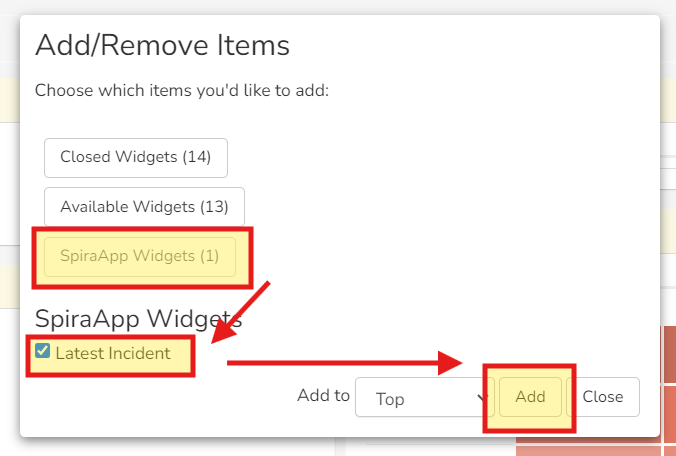 Add/Remove Items
Choose which items you'd like to add:
Closed Widgets (14)
Available Widgets (13)
SpiraApp Widgets (1)
SpiraApp Widgets
Latest Incident
Add to Top Add Close